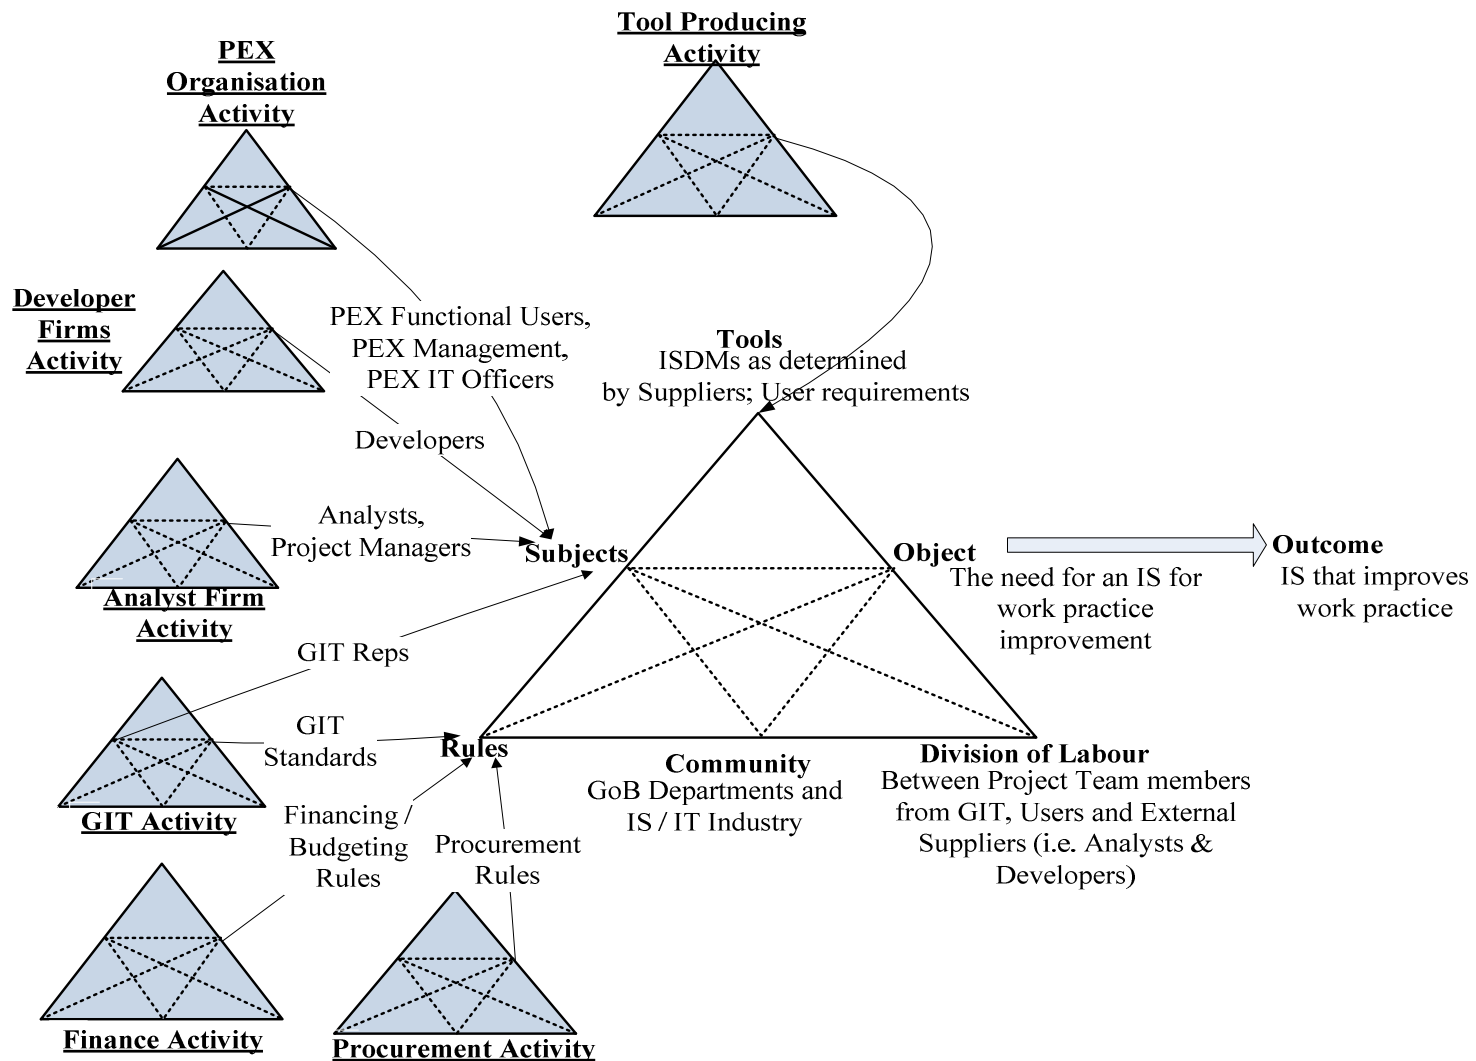 Tool Producing
Activity
PEX
Organisation
Activity
Developer
Firms
Activity
PEX Functional Users,
PEX Management,
PEX IT Officers
Tools
ISDMs as determined
by Suppliers; User requirements
Developers
Analysts,
Project Managers
Subjects
Object
The need for an IS for
work practice
improvement
Outcome
IS that improves
work practice
Analyst Firm
Activity
GIT Reps
GIT
Standards
Rules
Community
GoB Departments and
IS / IT Industry
Division of Labour
Between Project Team members
from GIT, Users and External
Suppliers (i.e. Analysts &
Developers)
GIT Activity
Financing /
Budgeting
Rules
Procurement
Rules
Finance Activity
Procurement Activity